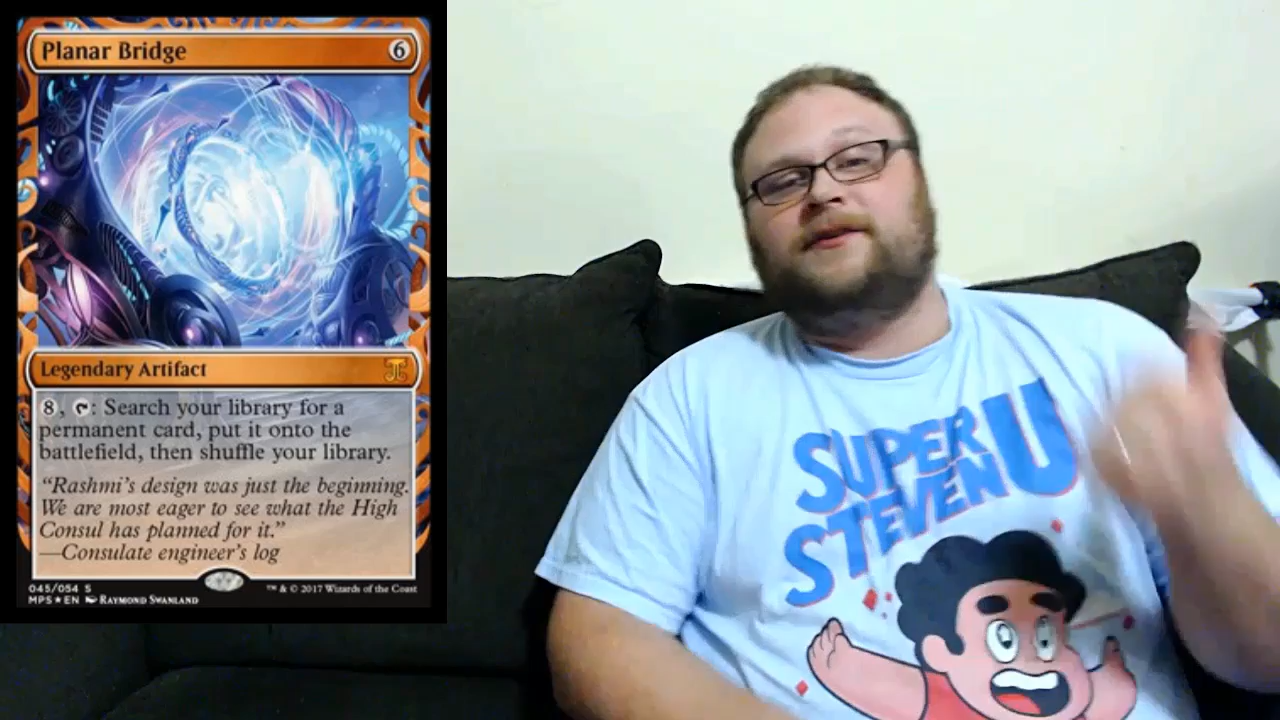 Planar Bridge 6
Legendary Artifact
8, : Search your library for a
permanent card, put it onto the
battlefield, then shuffle your library.
“Rashmi’s design was just the beginning.
We are most eager to see what the High
Consul has planned for it.”
—Consulate engineer’s log
045/054 S
MPS★EN RAYMOND SWANLAND
™ & © 2017 Wizards of the Coast
SUPER
STEVEN U